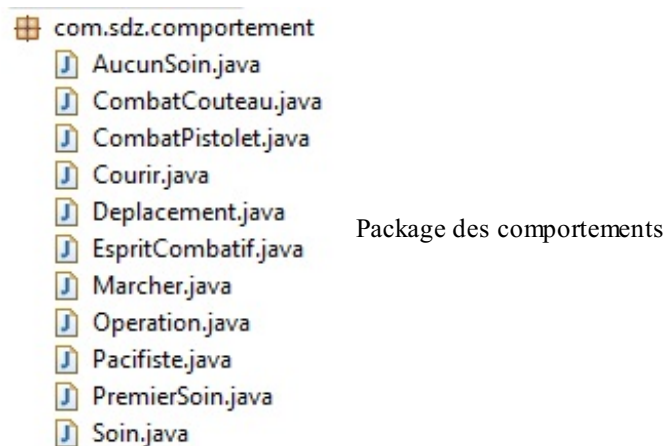 com.sdz.comportement
AucunSoin.java
CombatCouteau.java
CombatPistolet.java
Courir.java
Deplacement.java
EspritCombatif.java
Marcher.java
Operation.java
Pacifiste.java
PremierSoin.java
Soin.java
Package des comportements